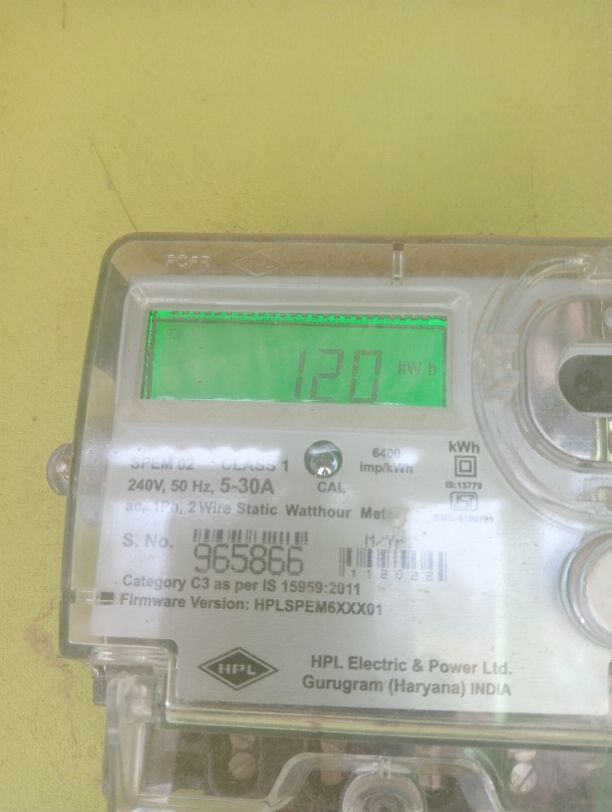 120 kWh
SPEM 02 CLASS 1
240V, 50 Hz, 5-30A
ac, 1Ph, 2 Wire Static Watthour Meter
CAL
6400
imp/kWh
kWh
IS:13779
S. No. 965866
M/Yr
112022
Category C3 as per IS 15959:2011
Firmware Version: HPLSPEM6XXX01
HPL
HPL Electric & Power Ltd.
Gurugram (Haryana) INDIA